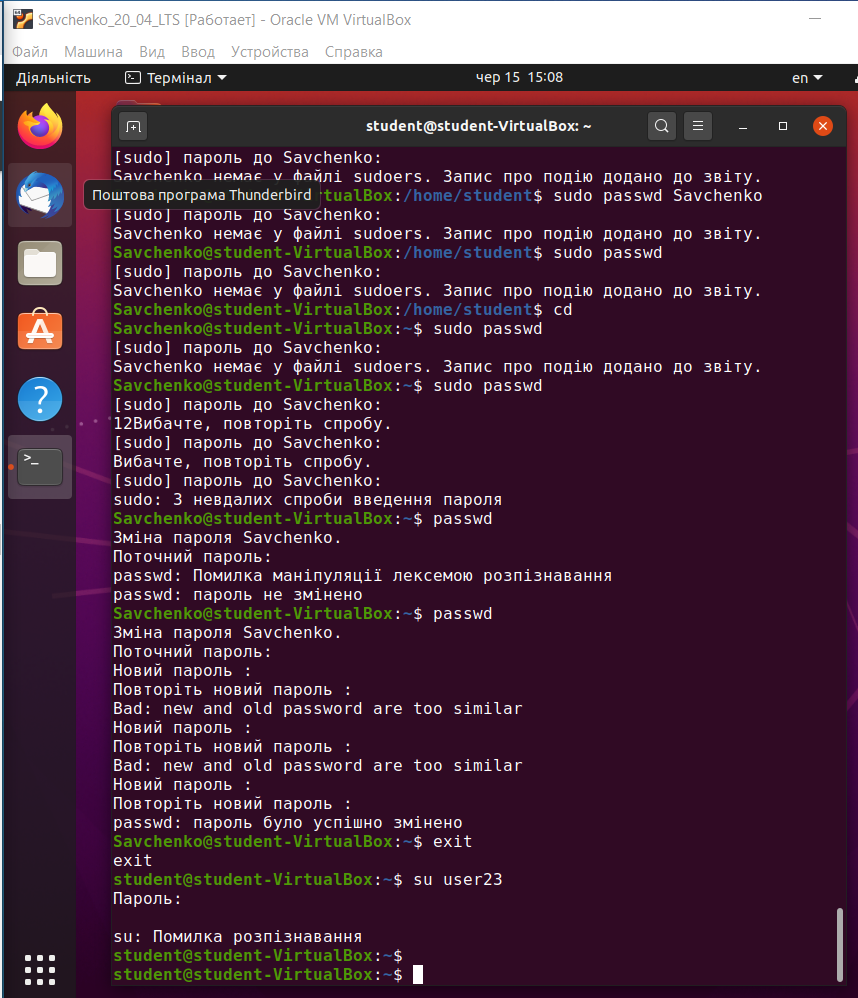 Savchenko_20_04_LTS [Работает] - Oracle VM VirtualBox
Файл Машина Вид Ввод Устройства Справка
Діяльність Термінал чер 15 15:08 en
student@student-VirtualBox: ~
[sudo] пароль до Savchenko:
Savchenko немає у файлі sudoers. Запис про подію додано до звіту.
Поштова програма Thunderbird
tualBox:/home/student$ sudo passwd Savchenko
[sudo] пароль до Savchenko:
Savchenko немає у файлі sudoers. Запис про подію додано до звіту.
Savchenko@student-VirtualBox:/home/student$ sudo passwd
[sudo] пароль до Savchenko:
Savchenko немає у файлі sudoers. Запис про подію додано до звіту.
Savchenko@student-VirtualBox:/home/student$ cd
Savchenko@student-VirtualBox:~$ sudo passwd
[sudo] пароль до Savchenko:
Savchenko немає у файлі sudoers. Запис про подію додано до звіту.
Savchenko@student-VirtualBox:~$ sudo passwd
[sudo] пароль до Savchenko:
12Вибачте, повторіть спробу.
[sudo] пароль до Savchenko:
Вибачте, повторіть спробу.
[sudo] пароль до Savchenko:
sudo: 3 невдалих спроби введення пароля
Savchenko@student-VirtualBox:~$ passwd
Зміна пароля Savchenko.
Поточний пароль:
passwd: Помилка маніпуляції лексемою розпізнавання
passwd: пароль не змінено
Savchenko@student-VirtualBox:~$ passwd
Зміна пароля Savchenko.
Поточний пароль:
Новий пароль :
Повторіть новий пароль :
Bad: new and old password are too similar
Новий пароль :
Повторіть новий пароль :
Bad: new and old password are too similar
Новий пароль :
Повторіть новий пароль :
passwd: пароль було успішно змінено
Savchenko@student-VirtualBox:~$ exit
exit
student@student-VirtualBox:~$ su user23
Пароль:
su: Помилка розпізнавання
student@student-VirtualBox:~$
student@student-VirtualBox:~$